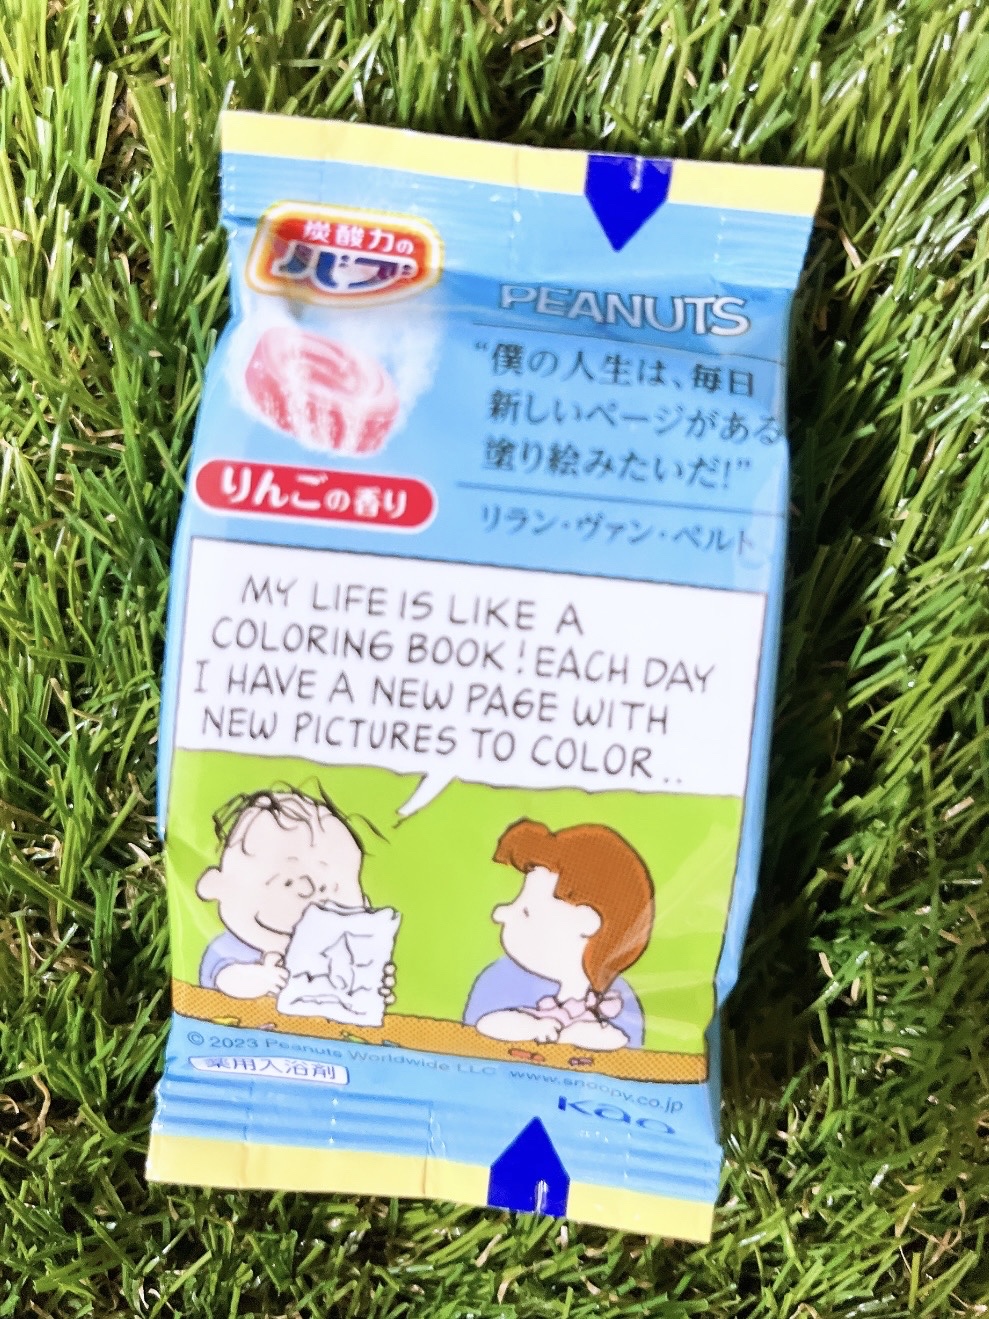 炭酸力の
バブ
PEANUTS
“僕の人生は、毎日
新しいページがある
塗り絵みたいだ!”
りんごの香り
リラン・ヴァン・ペルト
MY LIFE IS LIKE A
COLORING BOOK! EACH DAY
I HAVE A NEW PAGE WITH
NEW PICTURES TO COLOR..
© 2023 Peanuts Worldwide LLC www.snoopy.co.jp
薬用入浴剤
Kao